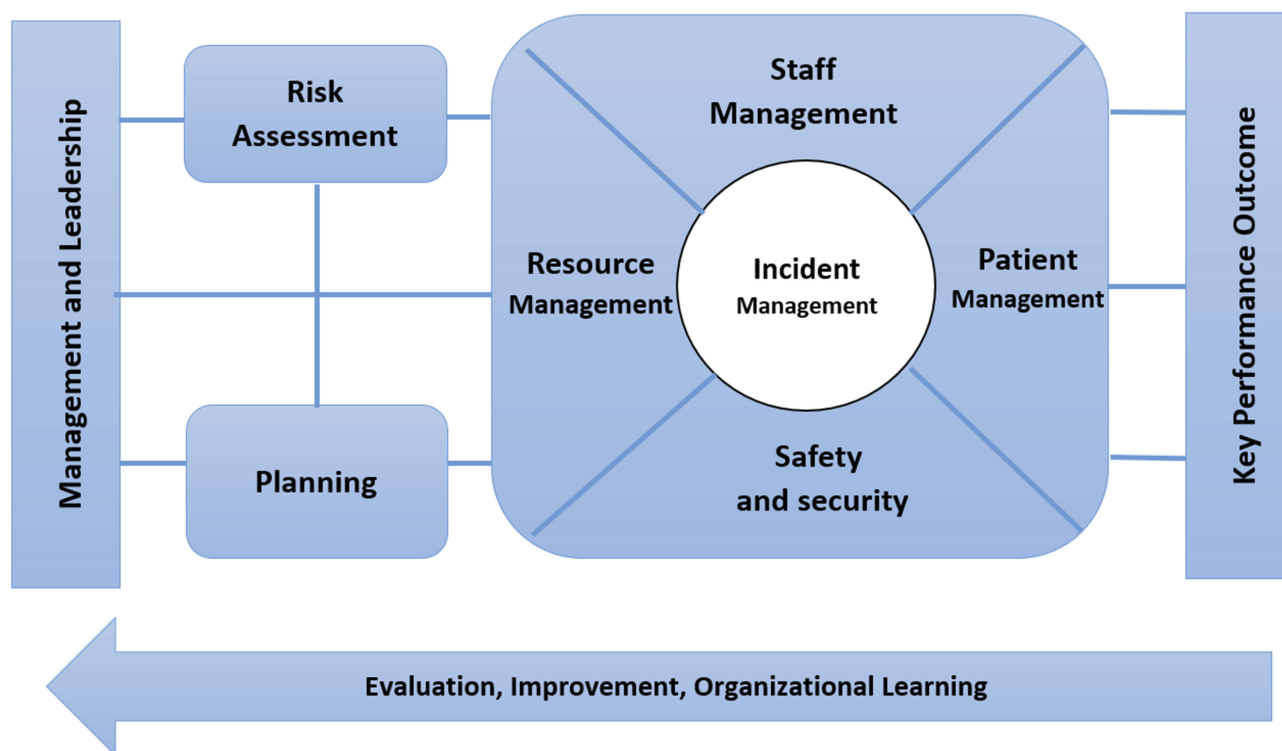 Management and Leadership
Risk
Assessment
Planning
Staff
Management
Resource
Management
Incident
Management
Patient
Management
Safety
and security
Key Performance Outcome
Evaluation, Improvement, Organizational Learning